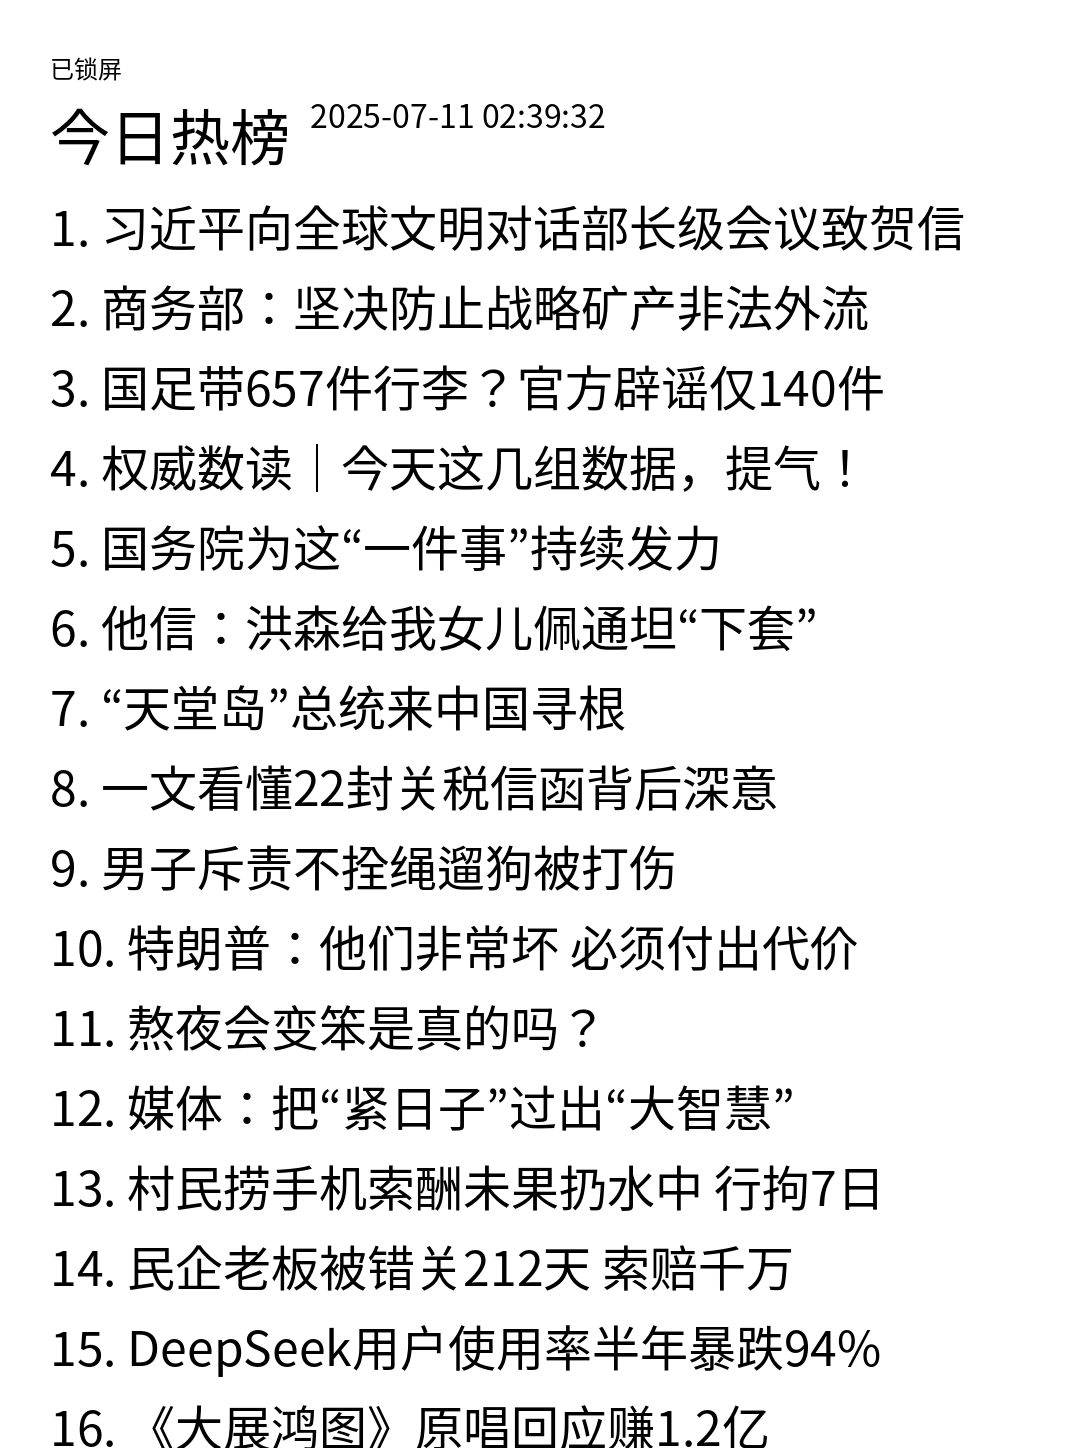 已锁屏
今日热榜 2025-07-11 02:39:32
1. 习近平向全球文明对话部长级会议致贺信
2. 商务部：坚决防止战略矿产非法外流
3. 国足带657件行李？官方辟谣仅140件
4. 权威数读｜今天这几组数据，提气！
5. 国务院为这“一件事”持续发力
6. 他信：洪森给我女儿佩通坦“下套”
7. “天堂岛”总统来中国寻根
8. 一文看懂22封关税信函背后深意
9. 男子斥责不拴绳遛狗被打伤
10. 特朗普：他们非常坏 必须付出代价
11. 熬夜会变笨是真的吗？
12. 媒体：把“紧日子”过出“大智慧”
13. 村民捞手机索酬未果扔水中 行拘7日
14. 民企老板被错关212天 索赔千万
15. DeepSeek用户使用率半年暴跌94%
16. 《大展鸿图》原唱回应赚1.2亿